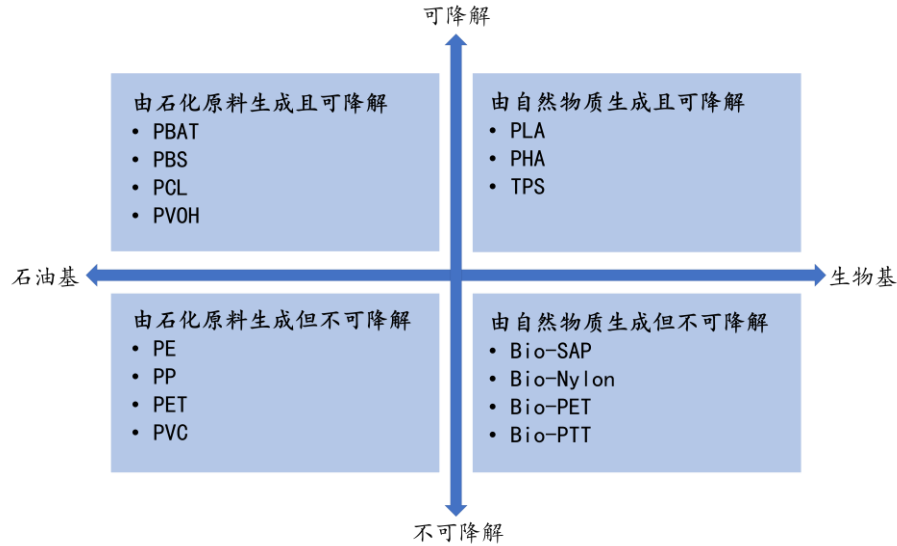 可降解
由石化原料生成且可降解
• PBAT
• PBS
• PCL
• PVOH
由自然物质生成且可降解
• PLA
• PHA
• TPS
石油基
生物基
由石化原料生成但不可降解
• PE
• PP
• PET
• PVC
由自然物质生成但不可降解
• Bio-SAP
• Bio-Nylon
• Bio-PET
• Bio-PTT
不可降解